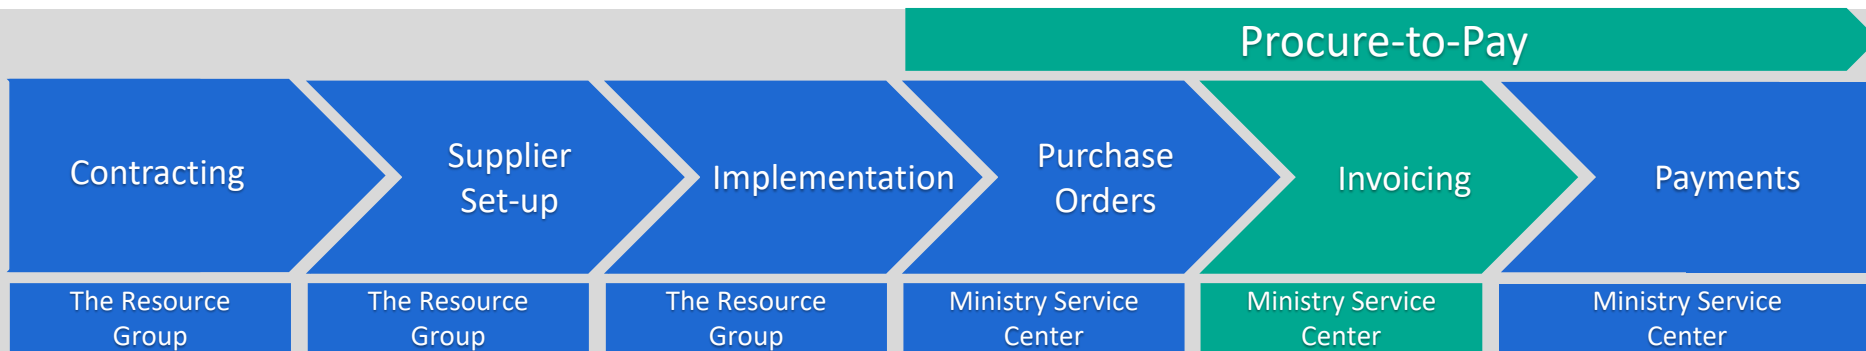 Procure-to-Pay
Contracting
Supplier
Set-up
Implementation
Purchase
Orders
Invoicing
Payments
The Resource
Group
The Resource
Group
The Resource
Group
Ministry Service
Center
Ministry Service
Center
Ministry Service
Center